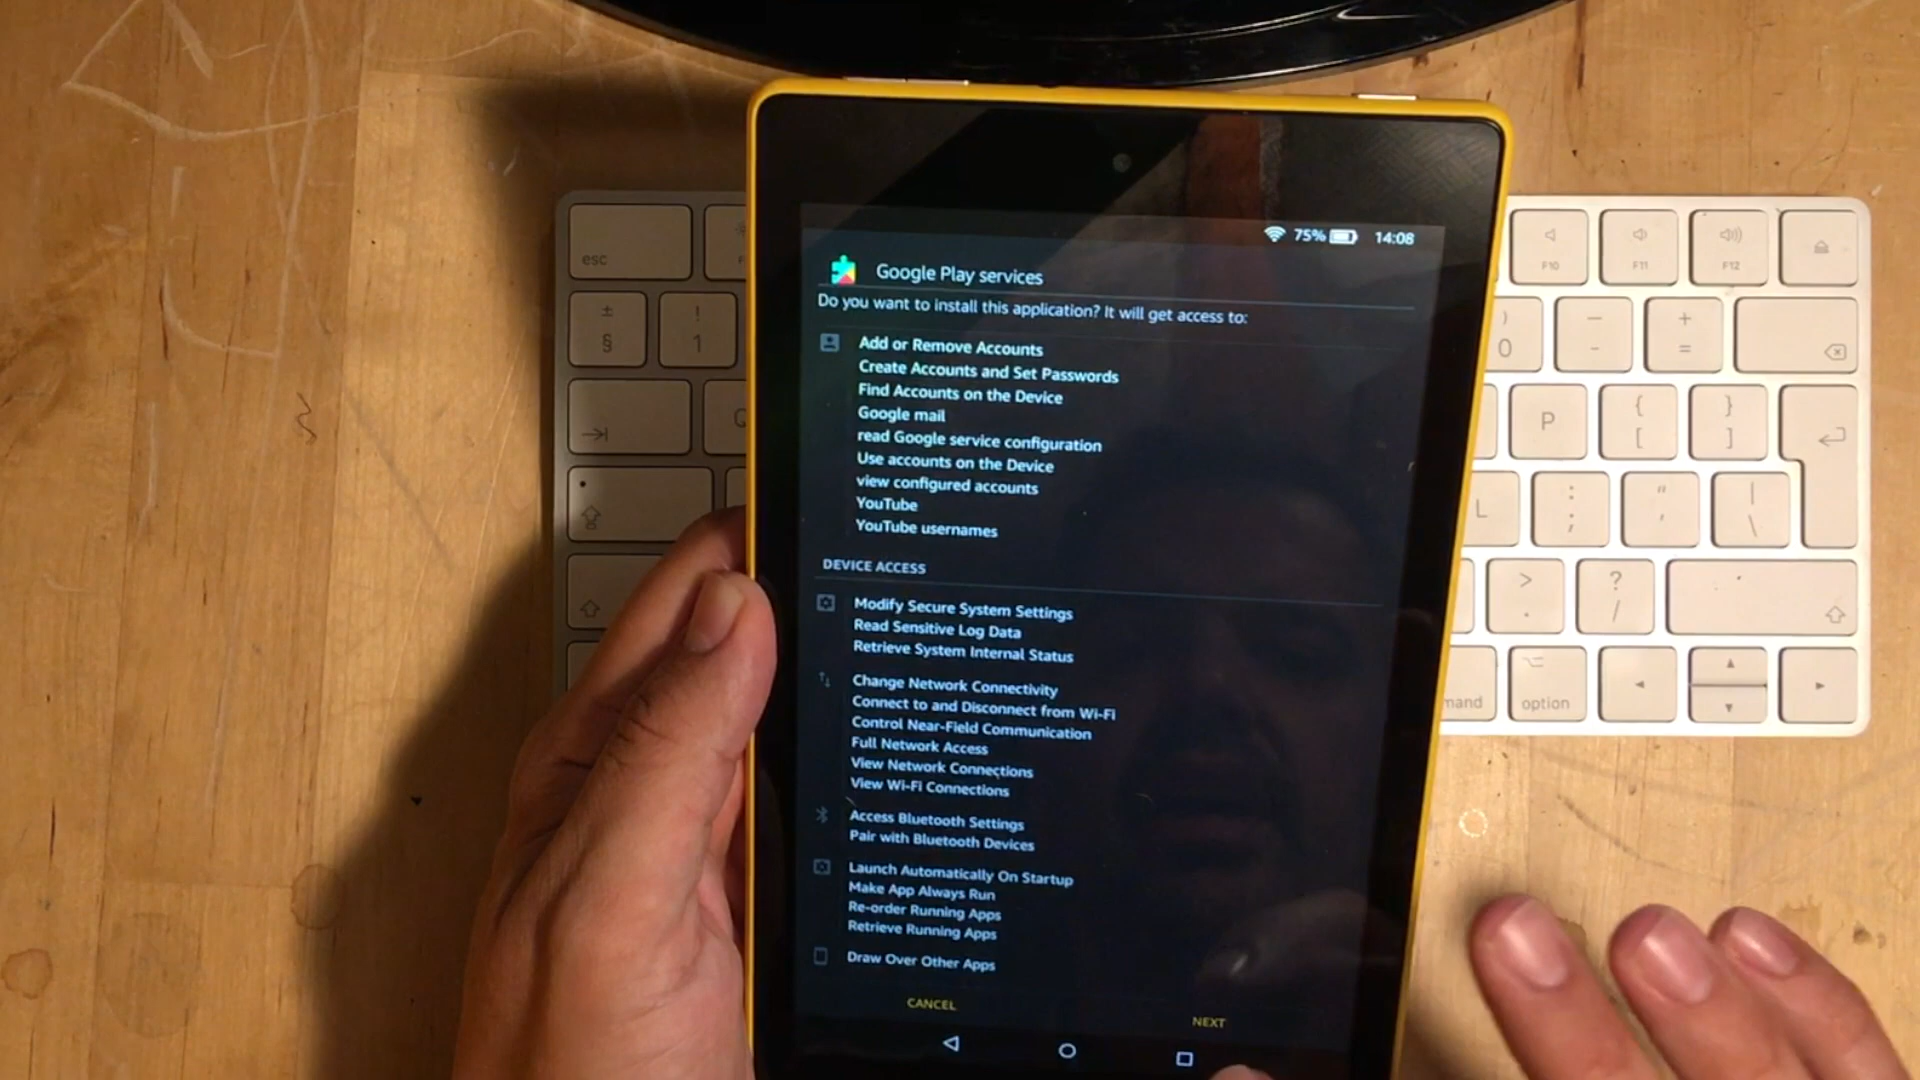 75% 14:08
Google Play services
Do you want to install this application? It will get access to:
Add or Remove Accounts
Create Accounts and Set Passwords
Find Accounts on the Device
Google mail
read Google service configuration
Use accounts on the Device
view configured accounts
YouTube
YouTube usernames
DEVICE ACCESS
Modify Secure System Settings
Read Sensitive Log Data
Retrieve System Internal Status
Change Network Connectivity
Connect to and Disconnect from Wi-Fi
Control Near-Field Communication
Full Network Access
View Network Connections
View Wi-Fi Connections
Access Bluetooth Settings
Pair with Bluetooth Devices
Launch Automatically On Startup
Make App Always Run
Re-order Running Apps
Retrieve Running Apps
Draw Over Other Apps
CANCEL NEXT
esc
± §
! 1
F10 F11 F12
) 0
– -
+ =
P
{ [
} ]
L
: ;
" '
| \
> .
? /
option